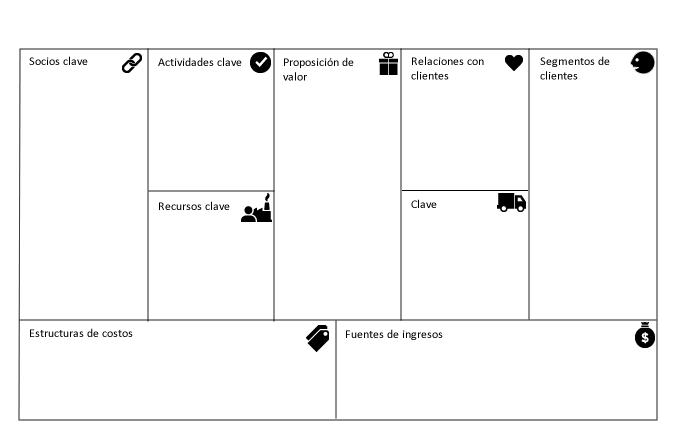 Socios clave
Actividades clave
Proposición de
valor
Relaciones con
clientes
Segmentos de
clientes
Recursos clave
Clave
Estructuras de costos
Fuentes de ingresos
$